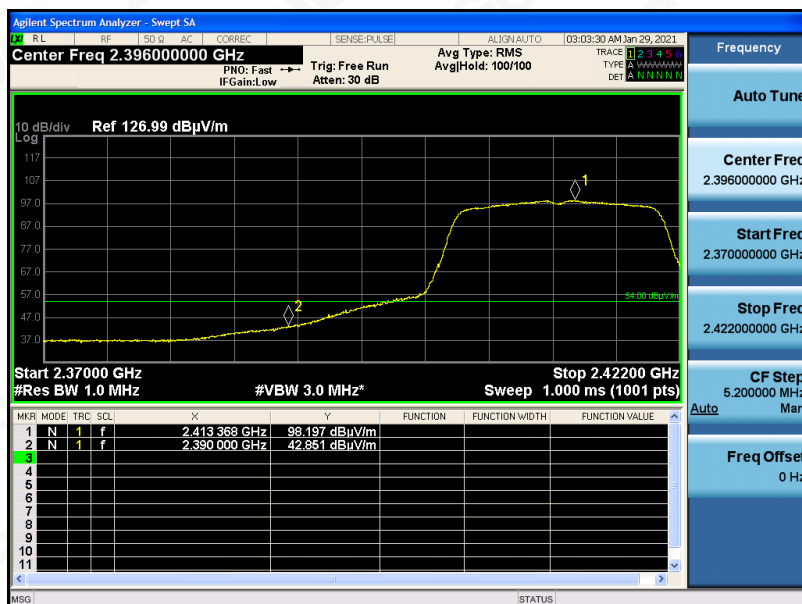 Agilent Spectrum Analyzer - Swept SA
LXI RL RF 50 Ω AC CORREC SENSE:PULSE ALIGN AUTO 03:03:30 AM Jan 29, 2021
Center Freq 2.396000000 GHz
PNO: Fast
IFGain:Low
Trig: Free Run
Atten: 30 dB
Avg Type: RMS
Avg|Hold: 100/100
TRACE 1 2 3 4 5 6
TYPE A WWWWW
DET A N N N N N
10 dB/div Ref 126.99 dBµV/m
Log
117
107
97.0
87.0
77.0
67.0
57.0
47.0
37.0
1
2
54.00 dBµV/m
Start 2.37000 GHz Stop 2.42200 GHz
#Res BW 1.0 MHz #VBW 3.0 MHz* Sweep 1.000 ms (1001 pts)
MKR MODE TRC SCL X Y FUNCTION FUNCTION WIDTH FUNCTION VALUE
1 N 1 f 2.413 368 GHz 98.197 dBµV/m
2 N 1 f 2.390 000 GHz 42.851 dBµV/m
3
4
5
6
7
8
9
10
11
MSG STATUS
Frequency
Auto Tune
Center Freq
2.396000000 GHz
Start Freq
2.370000000 GHz
Stop Freq
2.422000000 GHz
CF Step
5.200000 MHz
Auto Man
Freq Offset
0 Hz